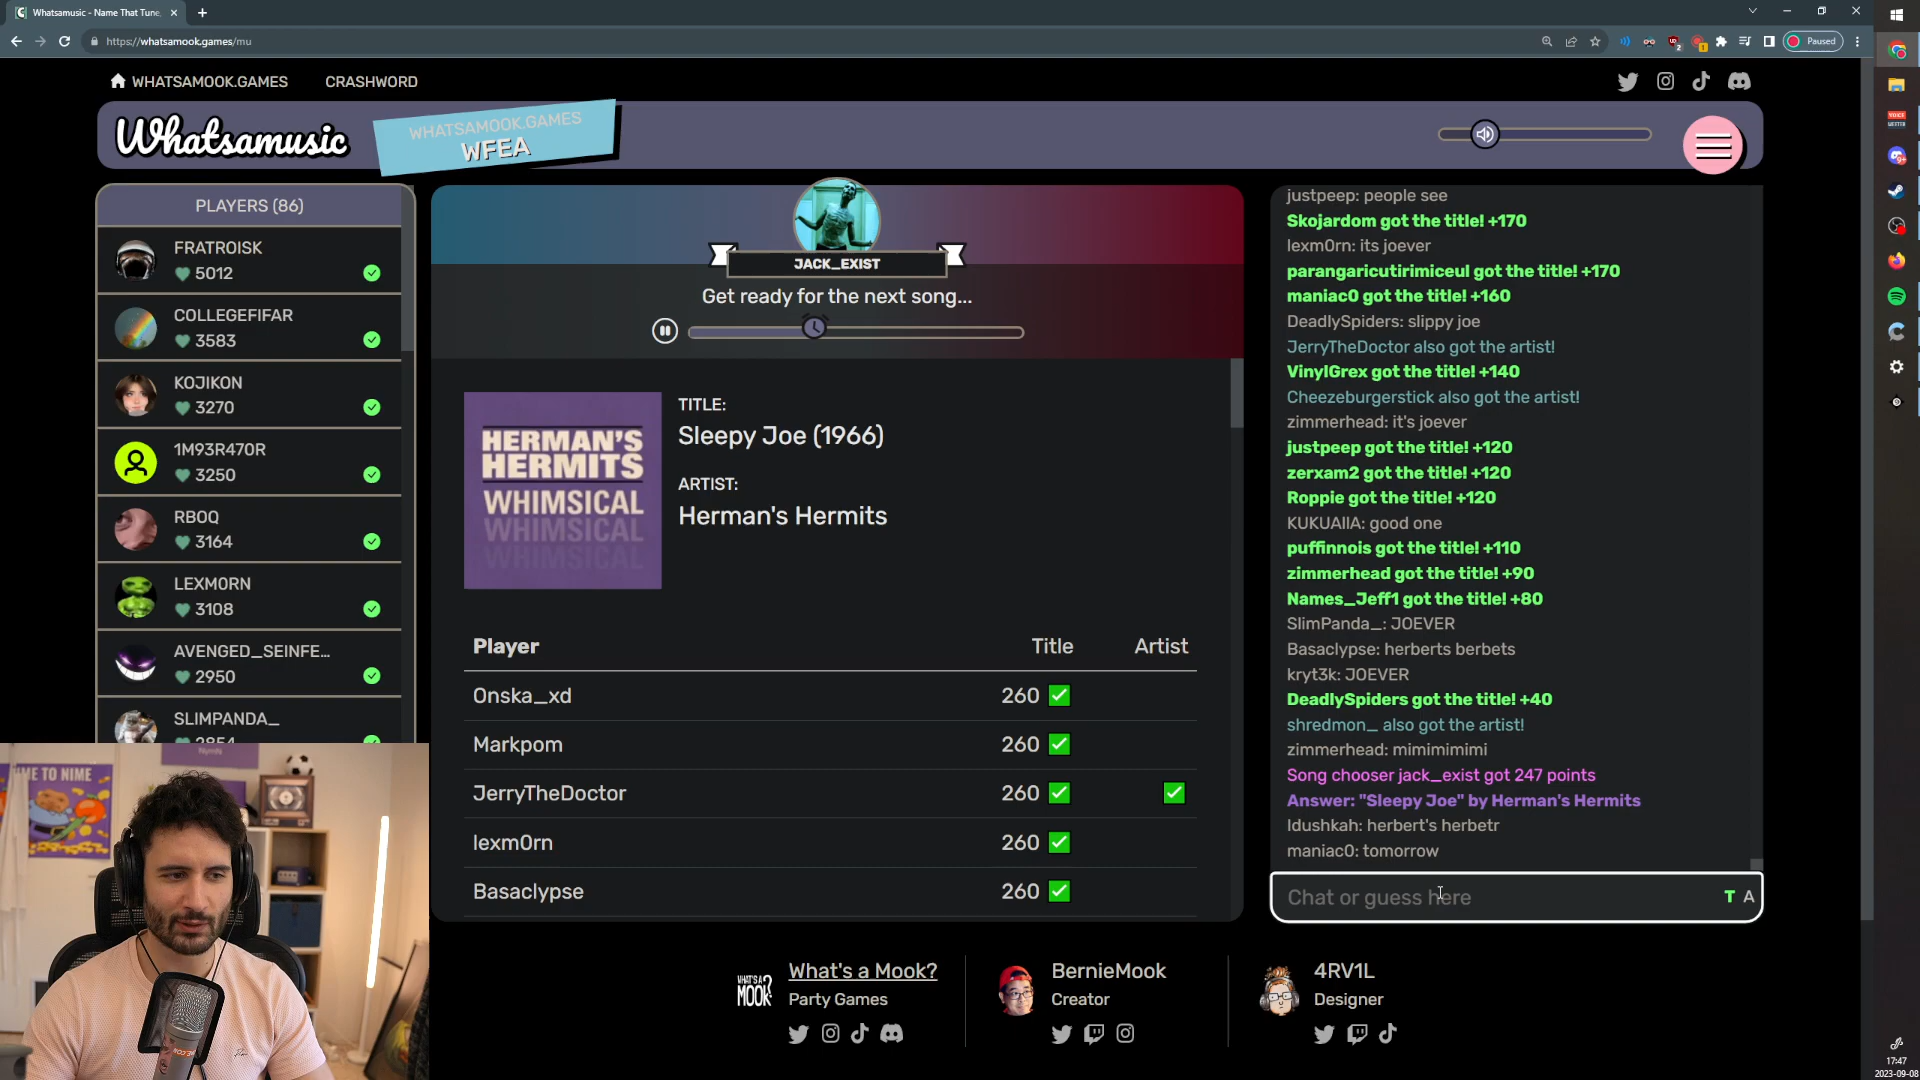 Whatsamusic - Name That Tune,
https://whatsamook.games/mu
Paused
WHATSAMOOK.GAMES
CRASHWORD
Whatsamusic
WHATSAMOOK.GAMES
WFEA
PLAYERS (86)
FRATROISK
5012
COLLEGEFIFAR
3583
KOJIKON
3270
1M93R470R
3250
RBOQ
3164
LEXM0RN
3108
AVENGED_SEINFE...
2950
SLIMPANDA_
JACK_EXIST
Get ready for the next song...
HERMAN'S
HERMITS
WHIMSICAL
WHIMSICAL
WHIMSICAL
TITLE:
Sleepy Joe (1966)
ARTIST:
Herman's Hermits
Player Title Artist
Onska_xd 260
Markpom 260
JerryTheDoctor 260
lexm0rn 260
Basaclypse 260
justpeep: people see
Skojardom got the title! +170
lexm0rn: its joever
parangaricutirimiceul got the title! +170
maniac0 got the title! +160
DeadlySpiders: slippy joe
JerryTheDoctor also got the artist!
VinylGrex got the title! +140
Cheezeburgerstick also got the artist!
zimmerhead: it's joever
justpeep got the title! +120
zerxam2 got the title! +120
Roppie got the title! +120
KUKUAIIA: good one
puffinnois got the title! +110
zimmerhead got the title! +90
Names_Jeff1 got the title! +80
SlimPanda_: JOEVER
Basaclypse: herberts berbets
kryt3k: JOEVER
DeadlySpiders got the title! +40
shredmon_ also got the artist!
zimmerhead: mimimimimi
Song chooser jack_exist got 247 points
Answer: "Sleepy Joe" by Herman's Hermits
ldushkah: herbert's herbetr
maniac0: tomorrow
Chat or guess here
T A
WHAT'S A
MOOK?
What's a Mook?
Party Games
BernieMook
Creator
4RV1L
Designer
17:47
2023-09-08